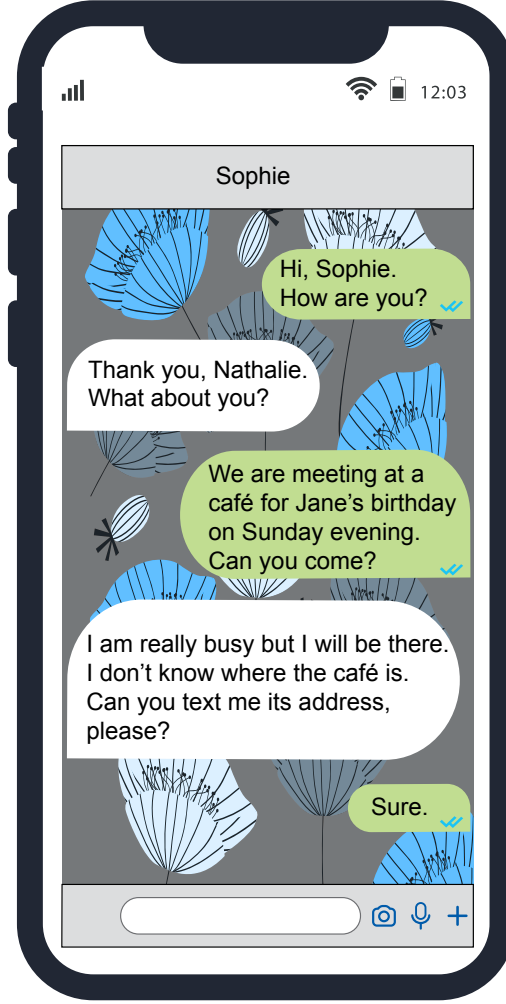 12:03
Sophie
Hi, Sophie.
How are you?
Thank you, Nathalie.
What about you?
We are meeting at a
café for Jane’s birthday
on Sunday evening.
Can you come?
I am really busy but I will be there.
I don’t know where the café is.
Can you text me its address,
please?
Sure.